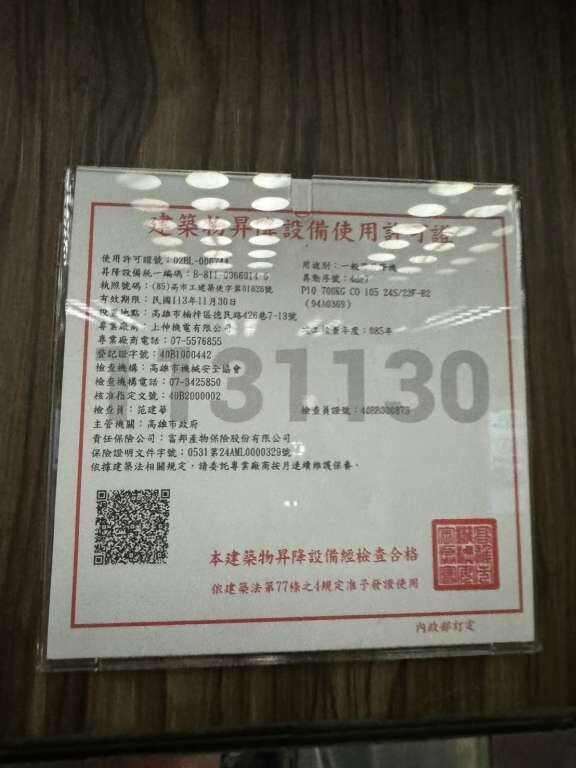 建築物昇降設備使用許可證
使用許可證號：02BL-006744
昇降設備統一編碼：B-811-0366014-6
執照號碼：(85)高市工建築使字第01626號
有效期限：民國113年11月30日
設置地點：高雄市楠梓區德民路426巷7-13號
專業廠商：上伸機電有限公司
專業廠商電話：07-5576855
登記證字號：40B1000442
檢查機構：高雄市機械安全協會
檢查機構電話：07-3425850
核准指定文號：40B2000002
檢查員：范建華
主管機關：高雄市政府
責任保險公司：富邦產物保險股份有限公司
保險證明文件字號：0531第24AML0000329號
依據建築法相關規定，請委託專業廠商按月連續維護保養。
用途別：一般
機
P10 700KG CO 105 24S/23F-B2
(94A0369)
竣工檢查年度：085年
檢查員證號：40BB300873
131130
本建築物昇降設備經檢查合格
依建築法第77條之4規定准予發證使用
內政部訂定